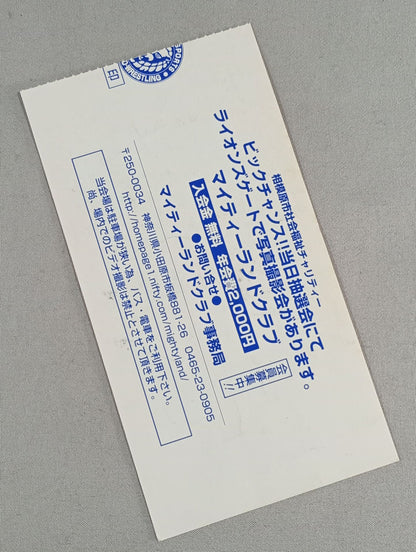 相模原市社会福祉チャリティー
ビックチャンス!!当日抽選会にて
ライオンズゲートで写真撮影会があります。
マイティーランドクラブ
会員募集中!!
入会金 無料 年会費2,000円
●お問い合せ●
マイティーランドクラブ事務局
〒250-0034 神奈川県小田原市板橋881-26 0465-23-0905
http://homepage1.nifty.com/mightyland/
当会場は駐車場が狭い為、バス・電車をご利用下さい。
尚、場内でのビデオ撮影は禁止とさせて頂きます。
印
SPORTS
WRESTLING